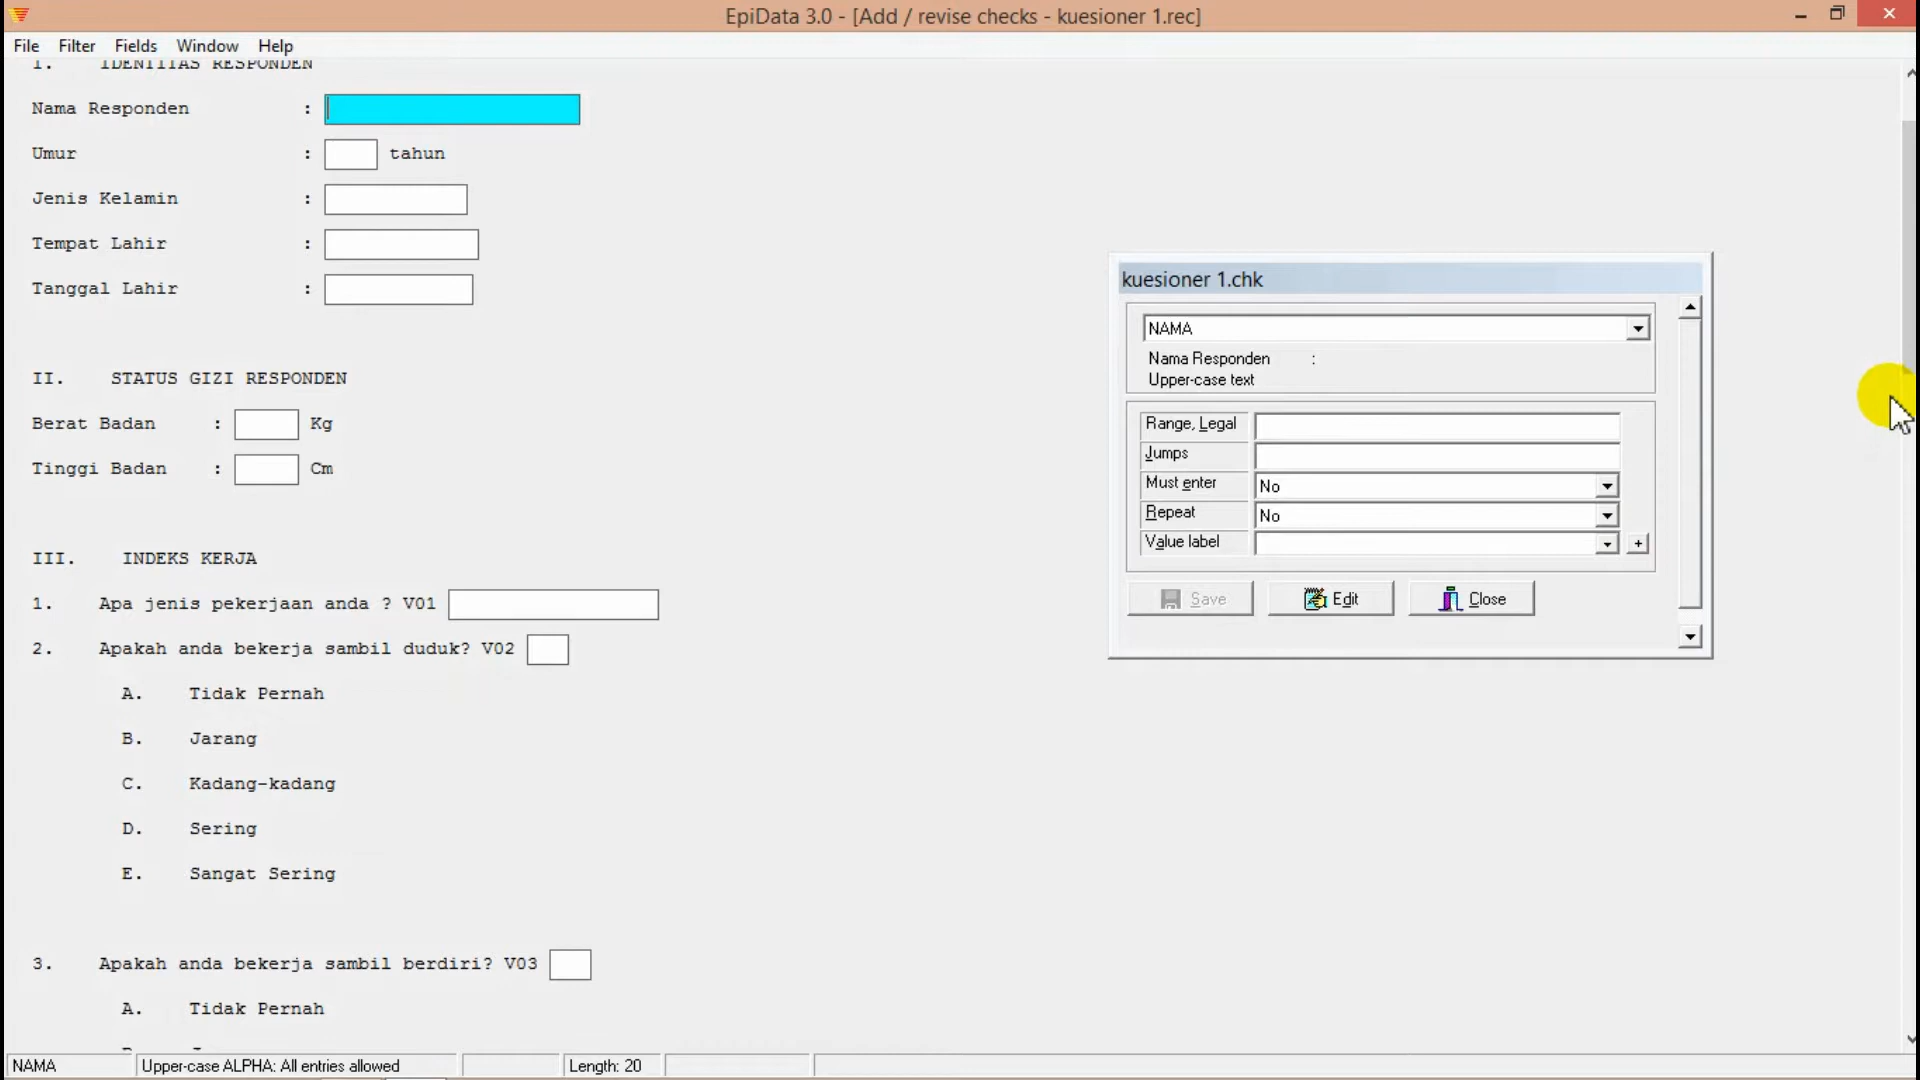 EpiData 3.0 - [Add / revise checks - kuesioner 1.rec]
File Filter Fields Window Help
I. IDENTITAS RESPONDEN
Nama Responden :
Umur : tahun
Jenis Kelamin :
Tempat Lahir :
Tanggal Lahir :
II. STATUS GIZI RESPONDEN
Berat Badan : Kg
Tinggi Badan : Cm
III. INDEKS KERJA
1. Apa jenis pekerjaan anda ? V01
2. Apakah anda bekerja sambil duduk? V02
A. Tidak Pernah
B. Jarang
C. Kadang-kadang
D. Sering
E. Sangat Sering
3. Apakah anda bekerja sambil berdiri? V03
A. Tidak Pernah
kuesioner 1.chk
NAMA
Nama Responden :
Upper-case text
Range, Legal
Jumps
Must enter No
Repeat No
Value label +
Save Edit Close
NAMA Upper-case ALPHA: All entries allowed Length: 20